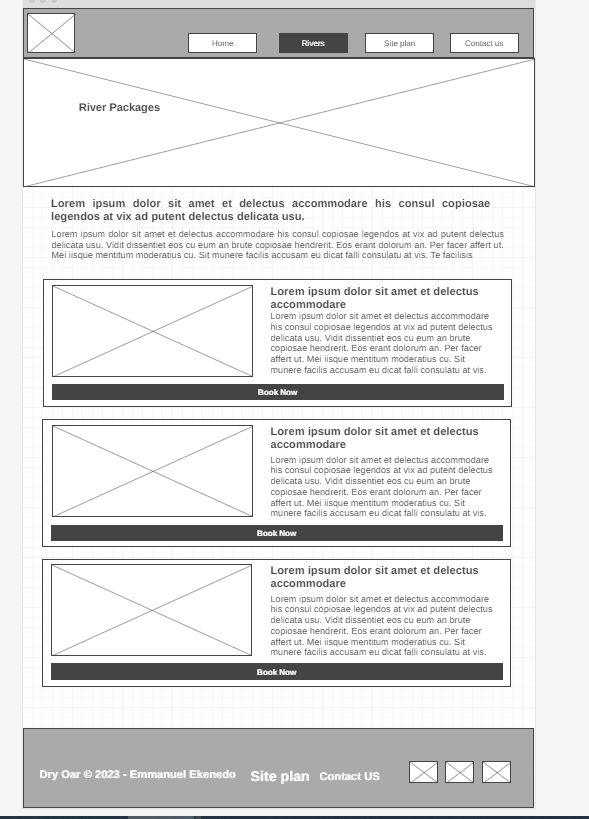 Home
Rivers
Site plan
Contact us
River Packages
Lorem ipsum dolor sit amet et delectus accommodare his consul copiosae
legendos at vix ad putent delectus delicata usu.
Lorem ipsum dolor sit amet et delectus accommodare his consul copiosae legendos at vix ad putent delectus
delicata usu. Vidit dissentiet eos cu eum an brute copiosae hendrerit. Eos erant dolorum an. Per facer affert ut.
Mei iisque mentitum moderatius cu. Sit munere facilis accusam eu dicat falli consulatu at vis. Te facilisis
Lorem ipsum dolor sit amet et delectus
accommodare
Lorem ipsum dolor sit amet et delectus accommodare
his consul copiosae legendos at vix ad putent delectus
delicata usu. Vidit dissentiet eos cu eum an brute
copiosae hendrerit. Eos erant dolorum an. Per facer
affert ut. Mei iisque mentitum moderatius cu. Sit
munere facilis accusam eu dicat falli consulatu at vis.
Book Now
Lorem ipsum dolor sit amet et delectus
accommodare
Lorem ipsum dolor sit amet et delectus accommodare
his consul copiosae legendos at vix ad putent delectus
delicata usu. Vidit dissentiet eos cu eum an brute
copiosae hendrerit. Eos erant dolorum an. Per facer
affert ut. Mei iisque mentitum moderatius cu. Sit
munere facilis accusam eu dicat falli consulatu at vis.
Book Now
Lorem ipsum dolor sit amet et delectus
accommodare
Lorem ipsum dolor sit amet et delectus accommodare
his consul copiosae legendos at vix ad putent delectus
delicata usu. Vidit dissentiet eos cu eum an brute
copiosae hendrerit. Eos erant dolorum an. Per facer
affert ut. Mei iisque mentitum moderatius cu. Sit
munere facilis accusam eu dicat falli consulatu at vis.
Book Now
Dry Oar © 2023 - Emmanuel Ekenedo Site plan Contact US